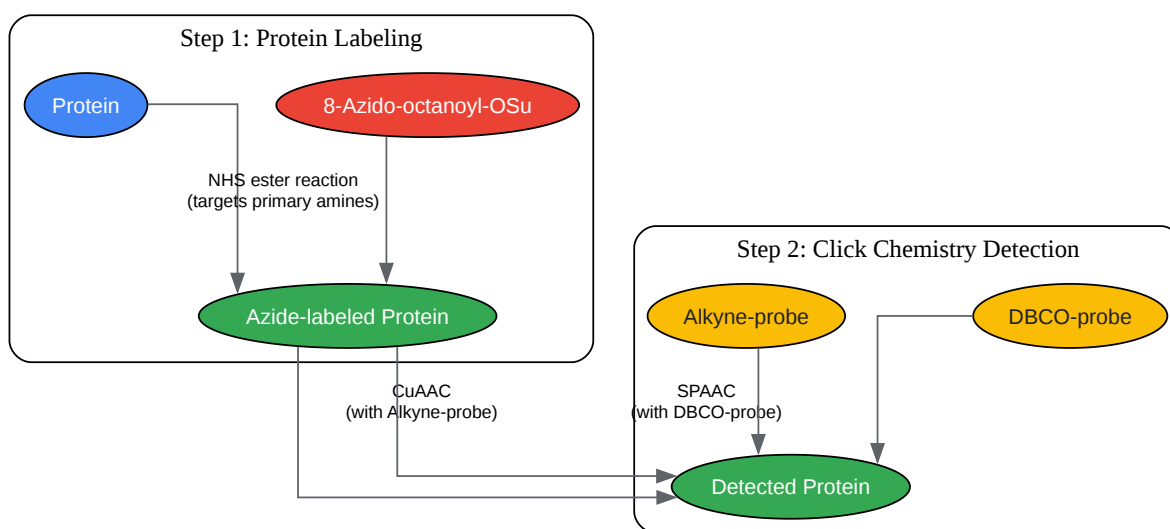 Step 1: Protein Labeling
Protein
8-Azido-octanoyl-OSu
NHS ester reaction
(targets primary amines)
Azide-labeled Protein
Step 2: Click Chemistry Detection
Alkyne-probe
DBCO-probe
CuAAC
(with Alkyne-probe)
SPAAC
(with DBCO-probe)
Detected Protein